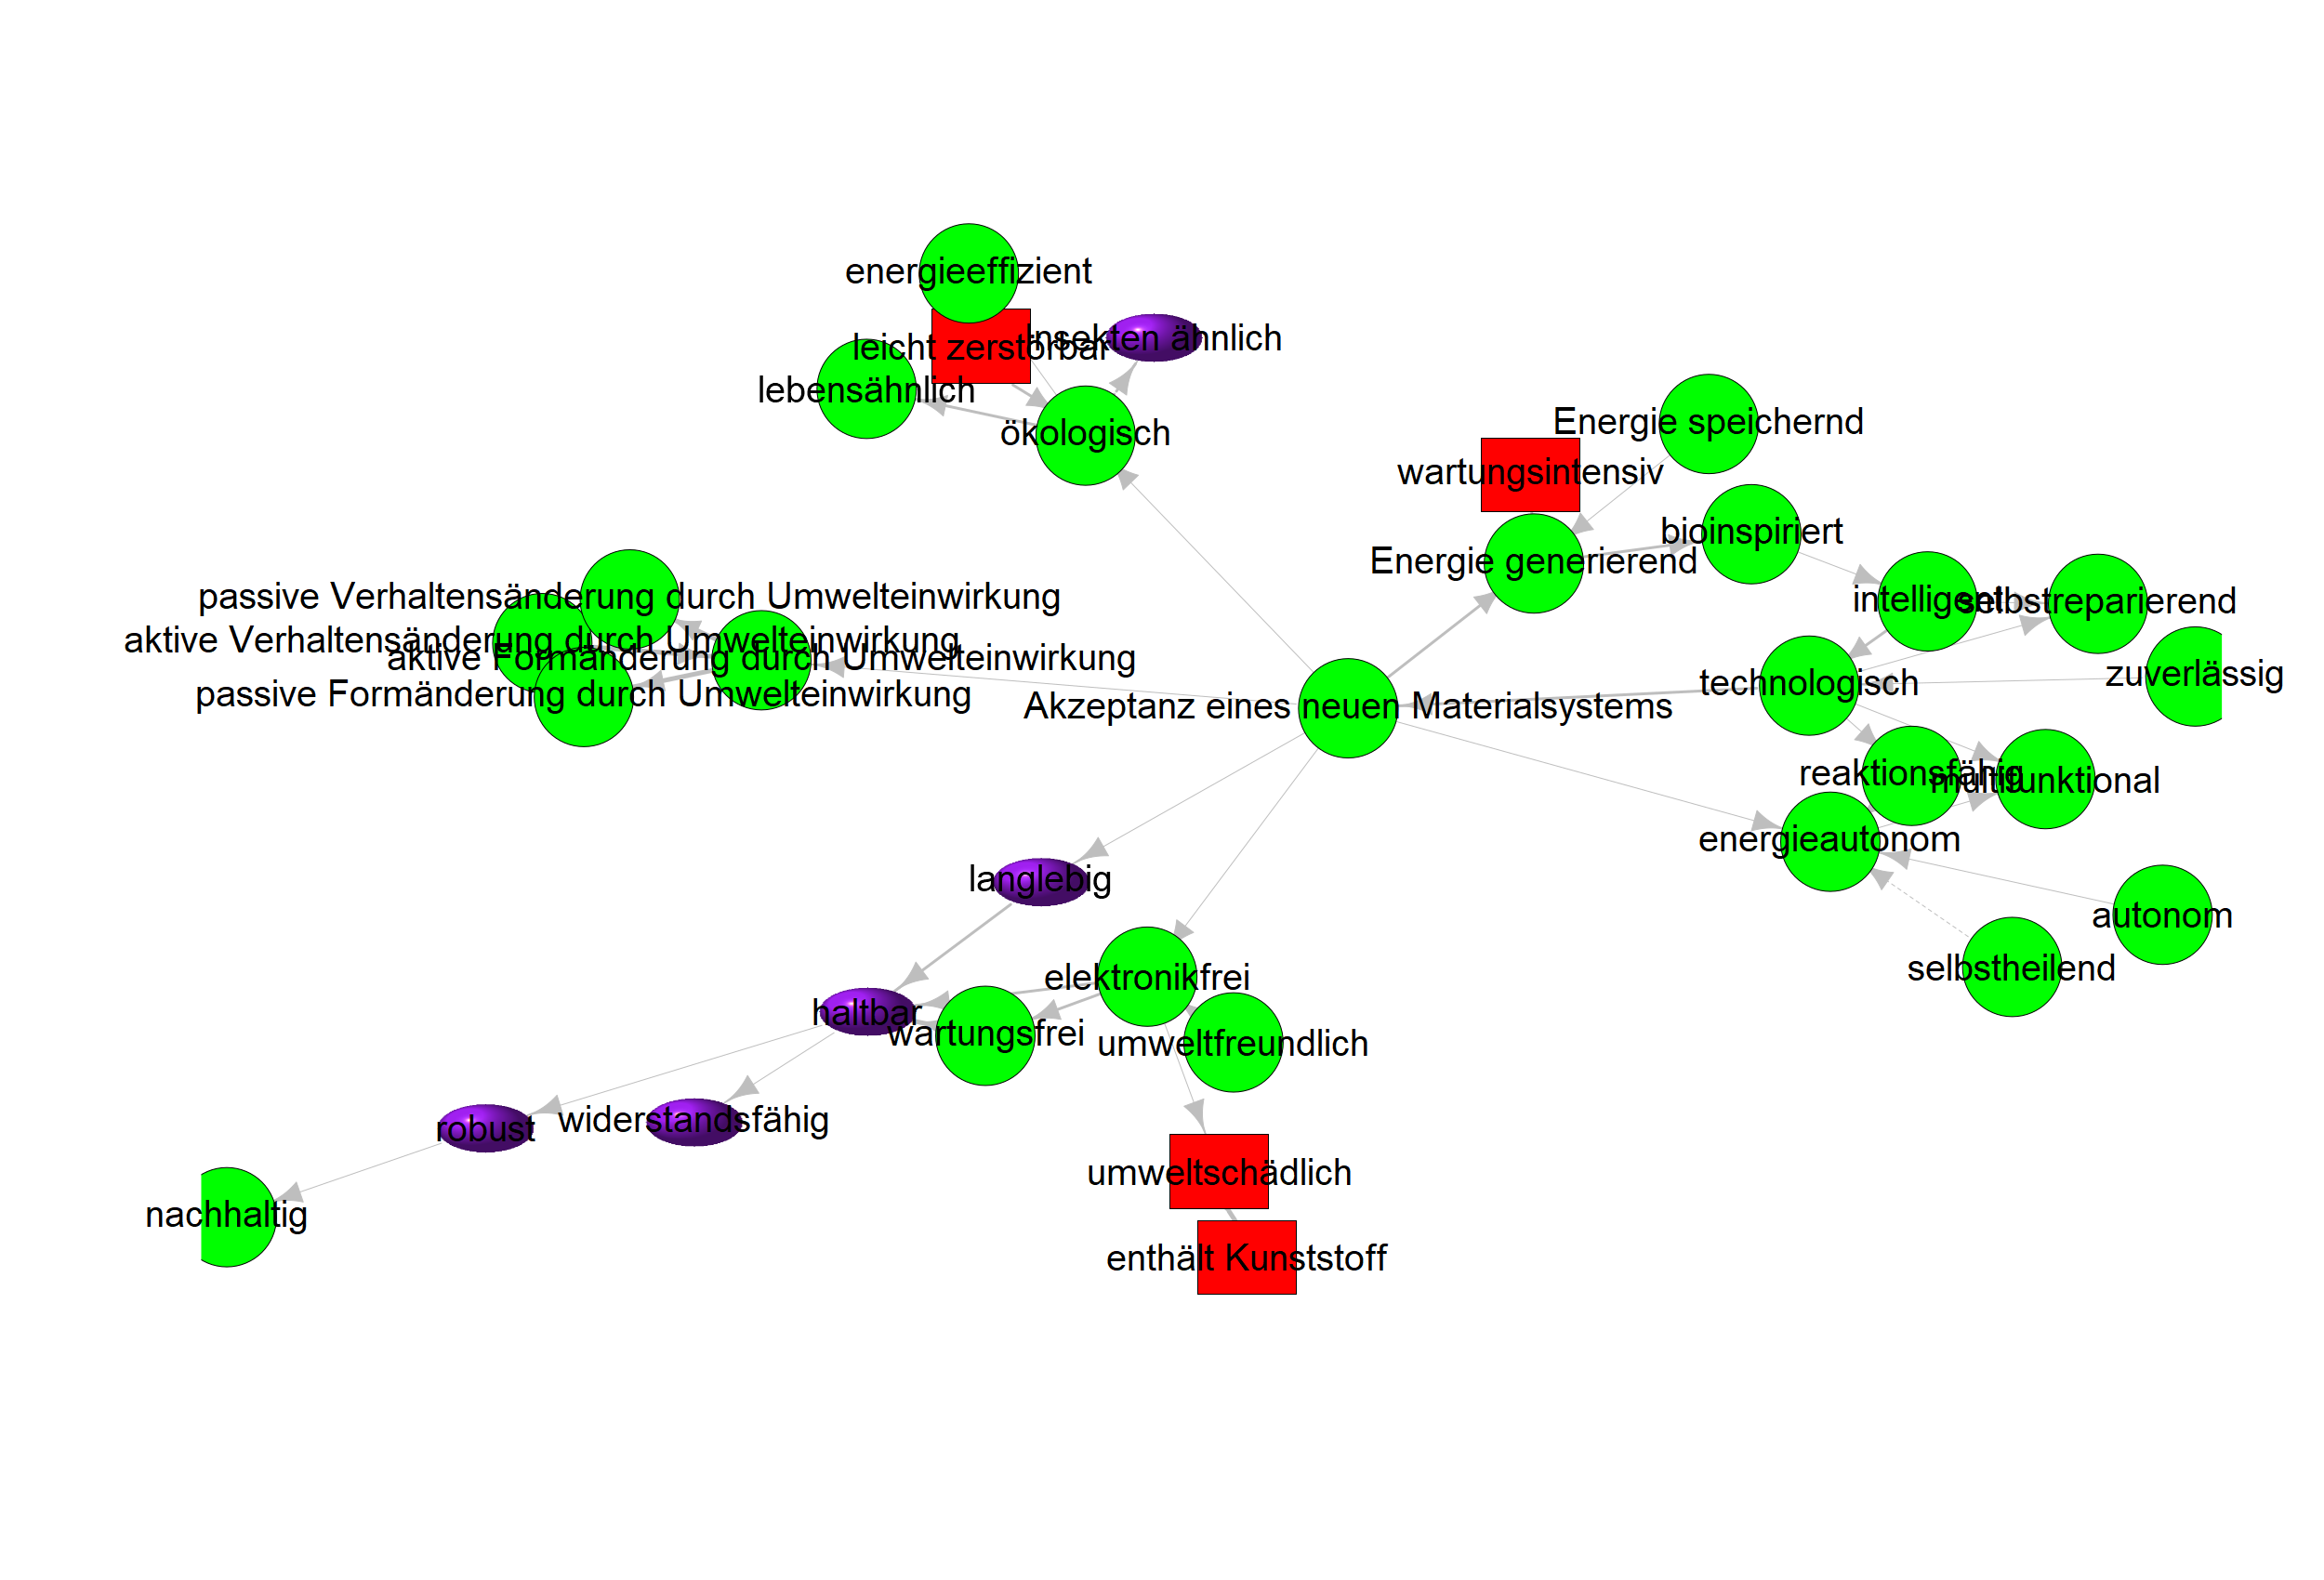 energieeffizient
Insekten ähnlich
leicht zerstörbar
lebensähnlich
ökologisch
Energie speichernd
wartungsintensiv
bioinspiriert
Energie generierend
passive Verhaltensänderung durch Umwelteinwirkung
intelligent
selbstreparierend
aktive Verhaltensänderung durch Umwelteinwirkung
aktive Formänderung durch Umwelteinwirkung
zuverlässig
technologisch
passive Formänderung durch Umwelteinwirkung
Akzeptanz eines neuen Materialsystems
reaktionsfähig
multifunktional
energieautonom
langlebig
autonom
selbstheilend
elektronikfrei
haltbar
wartungsfrei
umweltfreundlich
widerstandsfähig
robust
umweltschädlich
nachhaltig
enthält Kunststoff